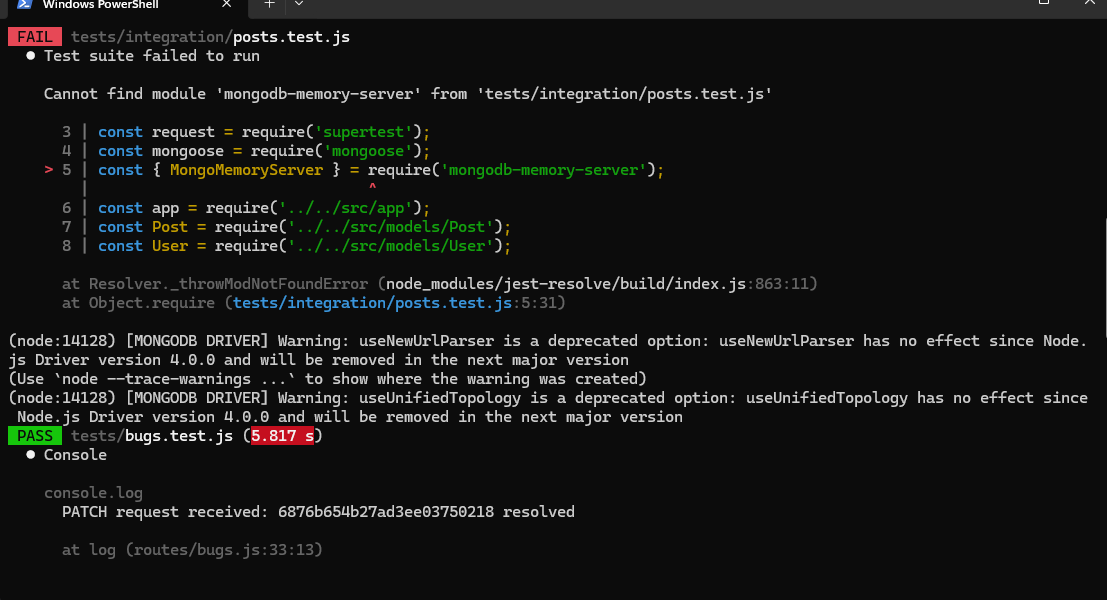 Windows PowerShell
FAIL tests/integration/posts.test.js
● Test suite failed to run
Cannot find module 'mongodb-memory-server' from 'tests/integration/posts.test.js'
3 | const request = require('supertest');
4 | const mongoose = require('mongoose');
> 5 | const { MongoMemoryServer } = require('mongodb-memory-server');
| ^
6 | const app = require('../../src/app');
7 | const Post = require('../../src/models/Post');
8 | const User = require('../../src/models/User');
at Resolver._throwModNotFoundError (node_modules/jest-resolve/build/index.js:863:11)
at Object.require (tests/integration/posts.test.js:5:31)
(node:14128) [MONGODB DRIVER] Warning: useNewUrlParser is a deprecated option: useNewUrlParser has no effect since Node.
js Driver version 4.0.0 and will be removed in the next major version
(Use `node --trace-warnings ...` to show where the warning was created)
(node:14128) [MONGODB DRIVER] Warning: useUnifiedTopology is a deprecated option: useUnifiedTopology has no effect since
Node.js Driver version 4.0.0 and will be removed in the next major version
PASS tests/bugs.test.js (5.817 s)
● Console
console.log
PATCH request received: 6876b654b27ad3ee03750218 resolved
at log (routes/bugs.js:33:13)